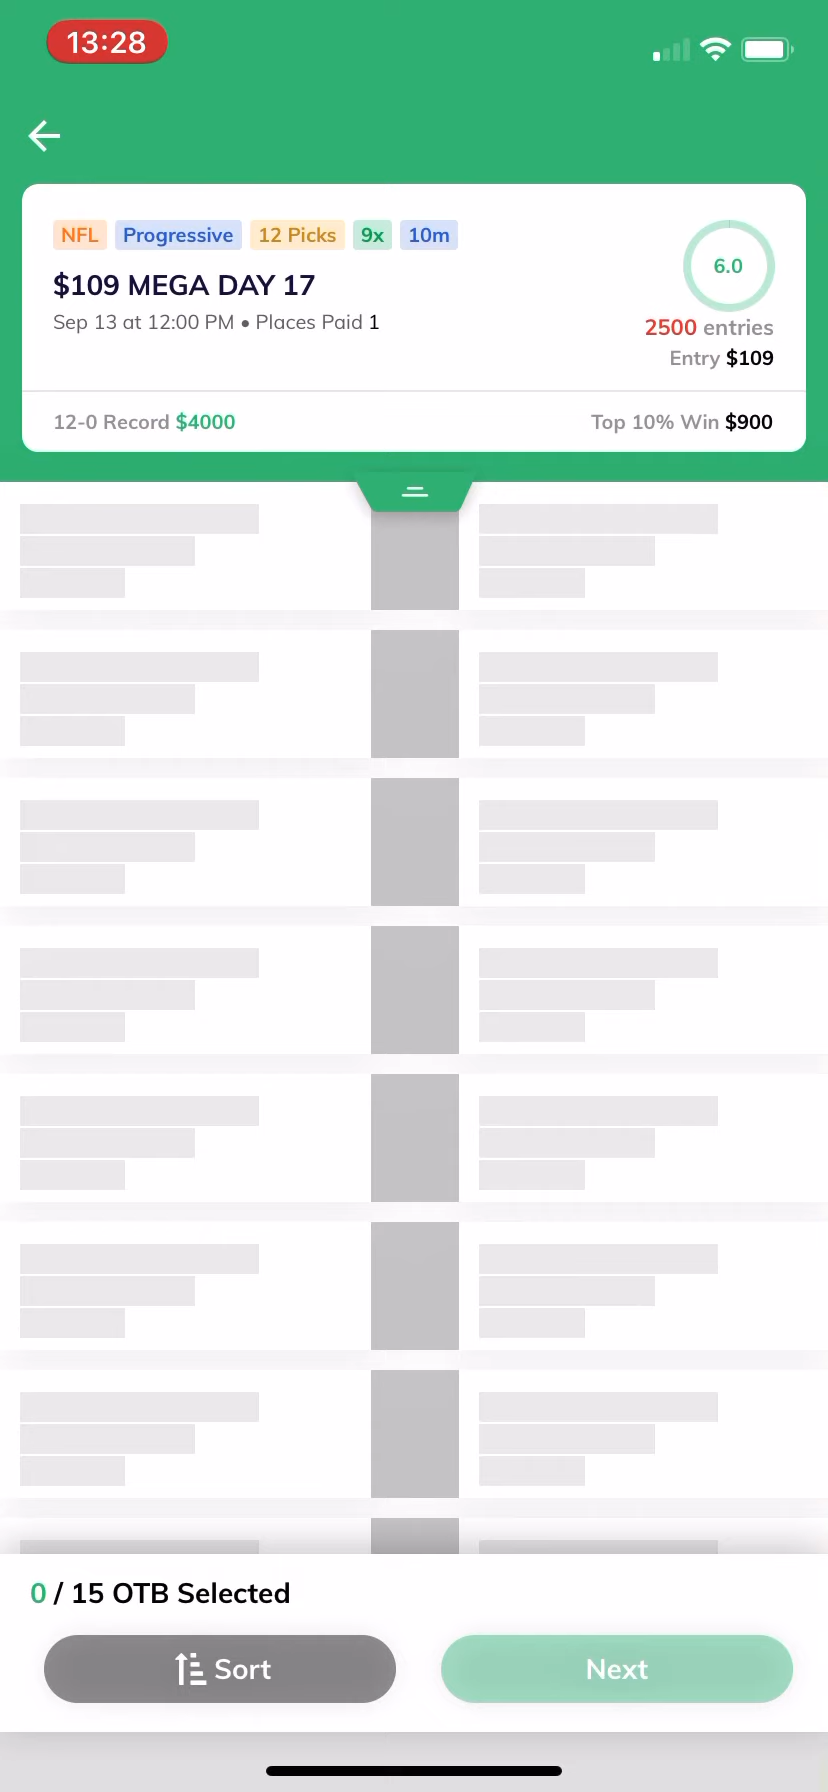 13:28
NFL Progressive 12 Picks 9x 10m
$109 MEGA DAY 17
Sep 13 at 12:00 PM • Places Paid 1
6.0
2500 entries
Entry $109
12-0 Record $4000
Top 10% Win $900
0 / 15 OTB Selected
Sort
Next